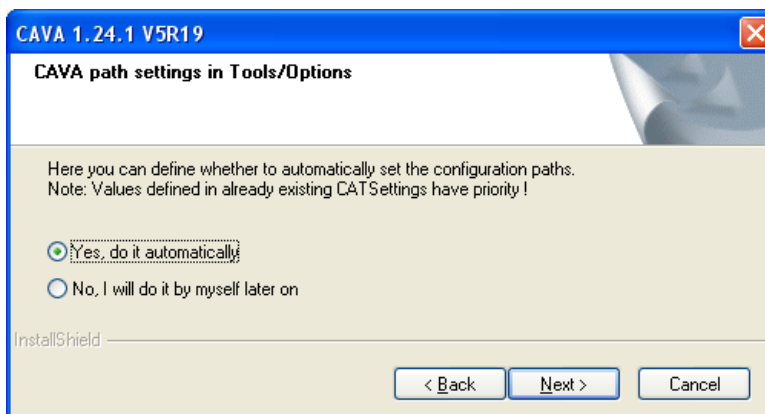 CAVA 1.24.1 V5R19
CAVA path settings in Tools/Options
Here you can define whether to automatically set the configuration paths.
Note: Values defined in already existing CATSettings have priority !
Yes, do it automatically
No, I will do it by myself later on
InstallShield
< Back
Next >
Cancel